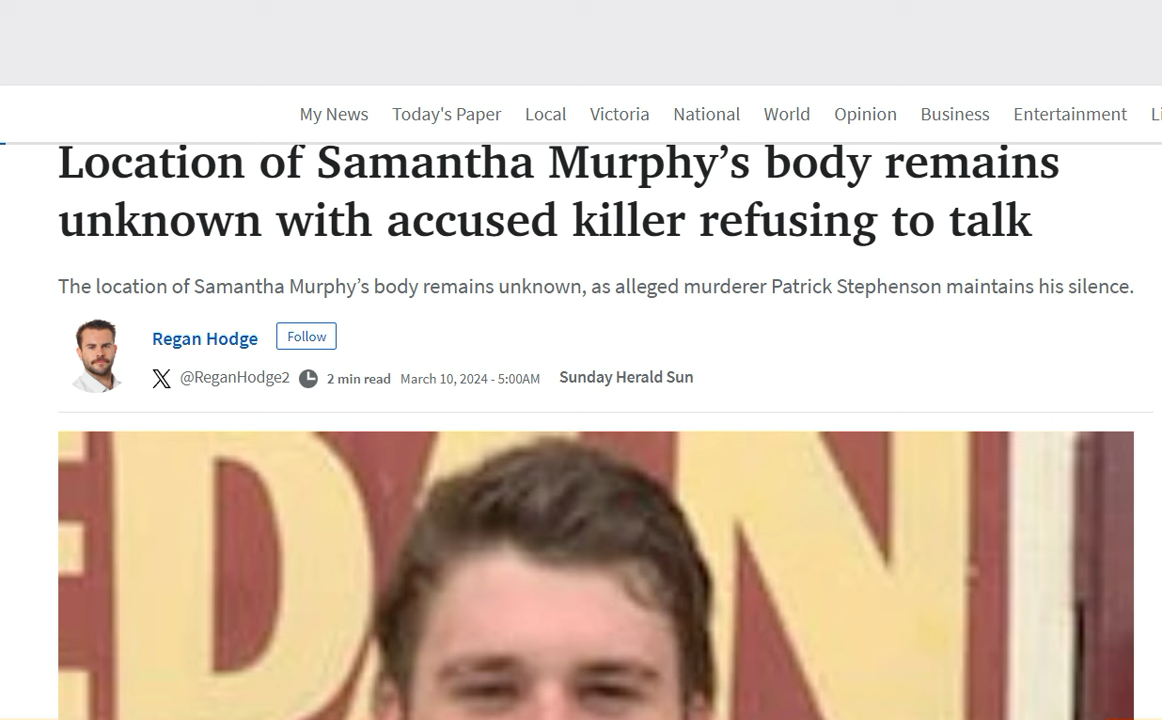 My News Today's Paper Local Victoria National World Opinion Business Entertainment Li
Location of Samantha Murphy’s body remains
unknown with accused killer refusing to talk
The location of Samantha Murphy’s body remains unknown, as alleged murderer Patrick Stephenson maintains his silence.
Regan Hodge Follow
@ReganHodge2 2 min read March 10, 2024 - 5:00AM Sunday Herald Sun
EDAN